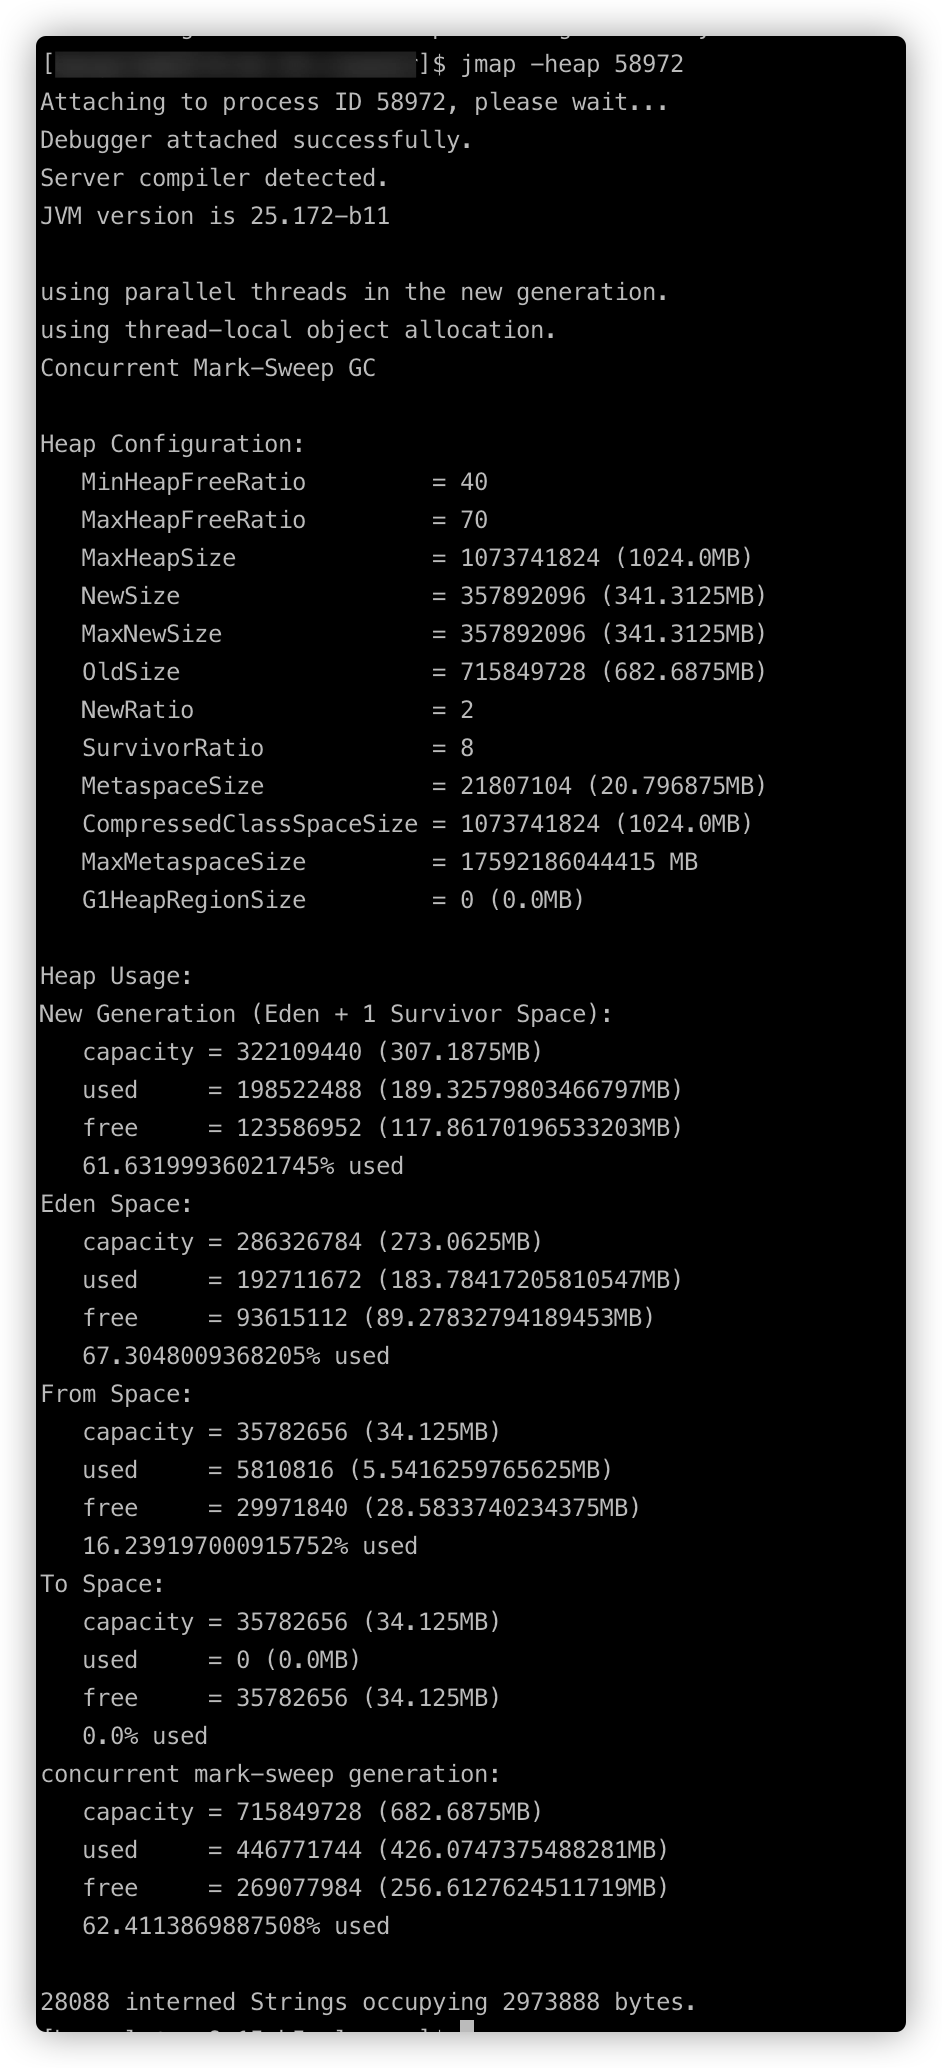 [ ]$ jmap -heap 58972
Attaching to process ID 58972, please wait...
Debugger attached successfully.
Server compiler detected.
JVM version is 25.172-b11
using parallel threads in the new generation.
using thread-local object allocation.
Concurrent Mark-Sweep GC
Heap Configuration:
MinHeapFreeRatio = 40
MaxHeapFreeRatio = 70
MaxHeapSize = 1073741824 (1024.0MB)
NewSize = 357892096 (341.3125MB)
MaxNewSize = 357892096 (341.3125MB)
OldSize = 715849728 (682.6875MB)
NewRatio = 2
SurvivorRatio = 8
MetaspaceSize = 21807104 (20.796875MB)
CompressedClassSpaceSize = 1073741824 (1024.0MB)
MaxMetaspaceSize = 17592186044415 MB
G1HeapRegionSize = 0 (0.0MB)
Heap Usage:
New Generation (Eden + 1 Survivor Space):
capacity = 322109440 (307.1875MB)
used = 198522488 (189.32579803466797MB)
free = 123586952 (117.86170196533203MB)
61.63199936021745% used
Eden Space:
capacity = 286326784 (273.0625MB)
used = 192711672 (183.78417205810547MB)
free = 93615112 (89.27832794189453MB)
67.3048009368205% used
From Space:
capacity = 35782656 (34.125MB)
used = 5810816 (5.5416259765625MB)
free = 29971840 (28.5833740234375MB)
16.239197000915752% used
To Space:
capacity = 35782656 (34.125MB)
used = 0 (0.0MB)
free = 35782656 (34.125MB)
0.0% used
concurrent mark-sweep generation:
capacity = 715849728 (682.6875MB)
used = 446771744 (426.0747375488281MB)
free = 269077984 (256.6127624511719MB)
62.4113869887508% used
28088 interned Strings occupying 2973888 bytes.